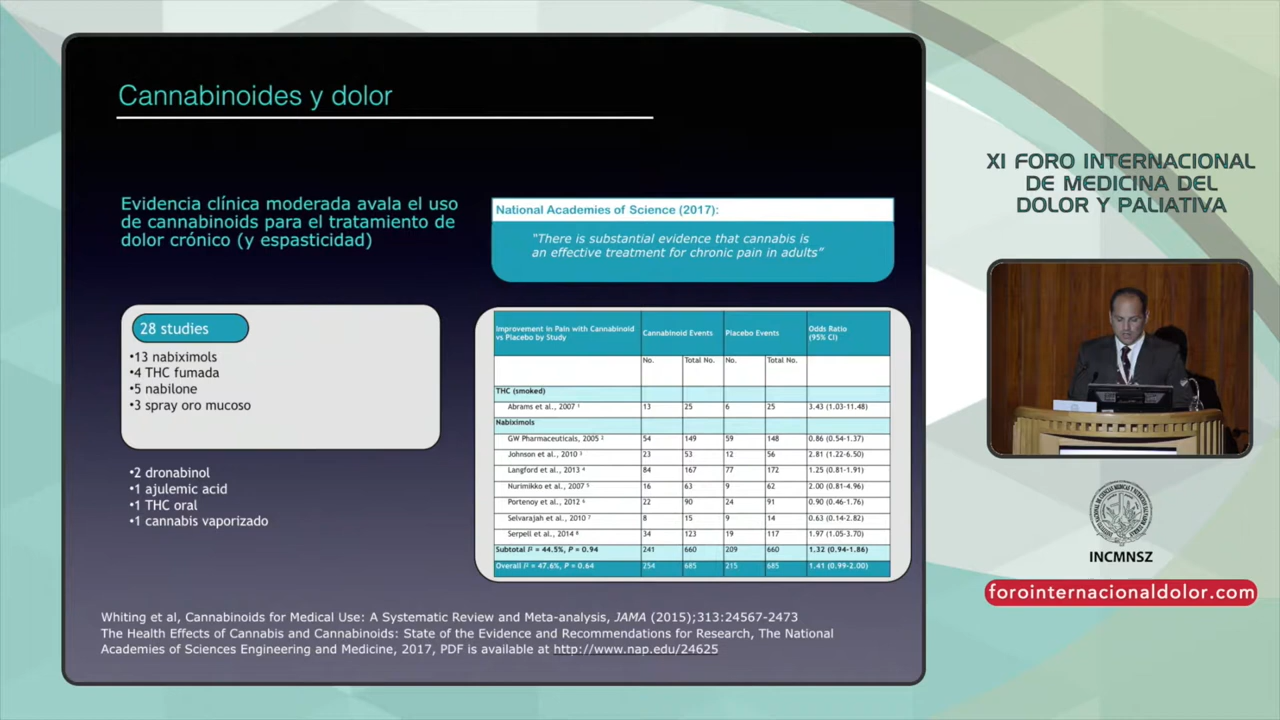 Cannabinoides y dolor
Evidencia clínica moderada avala el uso
de cannabinoids para el tratamiento de
dolor crónico (y espasticidad)
28 studies
•13 nabiximols
•4 THC fumada
•5 nabilone
•3 spray oro mucoso
•2 dronabinol
•1 ajulemic acid
•1 THC oral
•1 cannabis vaporizado
National Academies of Science (2017):
"There is substantial evidence that cannabis is
an effective treatment for chronic pain in adults"
Improvement in Pain with Cannabinoid
vs Placebo by Study
Cannabinoid Events
Placebo Events
Odds Ratio
(95% CI)
No. Total No. No. Total No.
THC (smoked)
Abrams et al., 2007 1 13 25 6 25 3.43 (1.03-11.48)
Nabiximols
GW Pharmaceuticals, 2005 2 54 149 59 148 0.86 (0.54-1.37)
Johnson et al., 2010 3 23 53 12 56 2.81 (1.22-6.50)
Langford et al., 2013 4 84 167 77 172 1.25 (0.81-1.91)
Nurimikko et al., 2007 5 16 63 9 62 2.00 (0.81-4.96)
Portenoy et al., 2012 6 22 90 24 91 0.90 (0.46-1.76)
Selvarajah et al., 2010 7 8 15 9 14 0.63 (0.14-2.82)
Serpell et al., 2014 8 34 123 19 117 1.97 (1.05-3.70)
Subtotal I² = 44.5%, P = 0.94 241 660 209 660 1.32 (0.94-1.86)
Overall I² = 47.6%, P = 0.64 254 685 215 685 1.41 (0.99-2.00)
Whiting et al, Cannabinoids for Medical Use: A Systematic Review and Meta-analysis, JAMA (2015);313:24567-2473
The Health Effects of Cannabis and Cannabinoids: State of the Evidence and Recommendations for Research, The National
Academies of Sciences Engineering and Medicine, 2017, PDF is available at http://www.nap.edu/24625
XI FORO INTERNACIONAL
DE MEDICINA DEL
DOLOR Y PALIATIVA
INCMNSZ
forointernacionaldolor.com